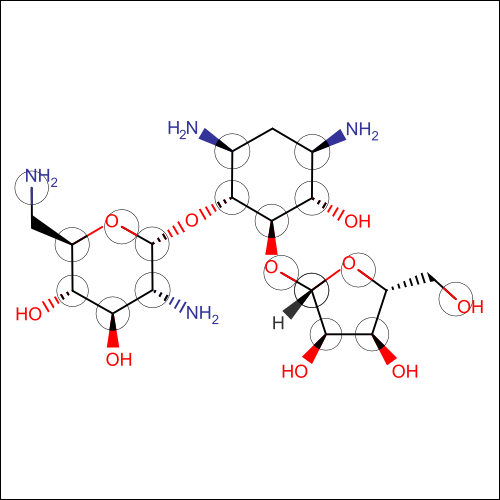 H₂N NH₂
NH₂ O O OH
O O
HO NH₂ H OH
OH HO OH